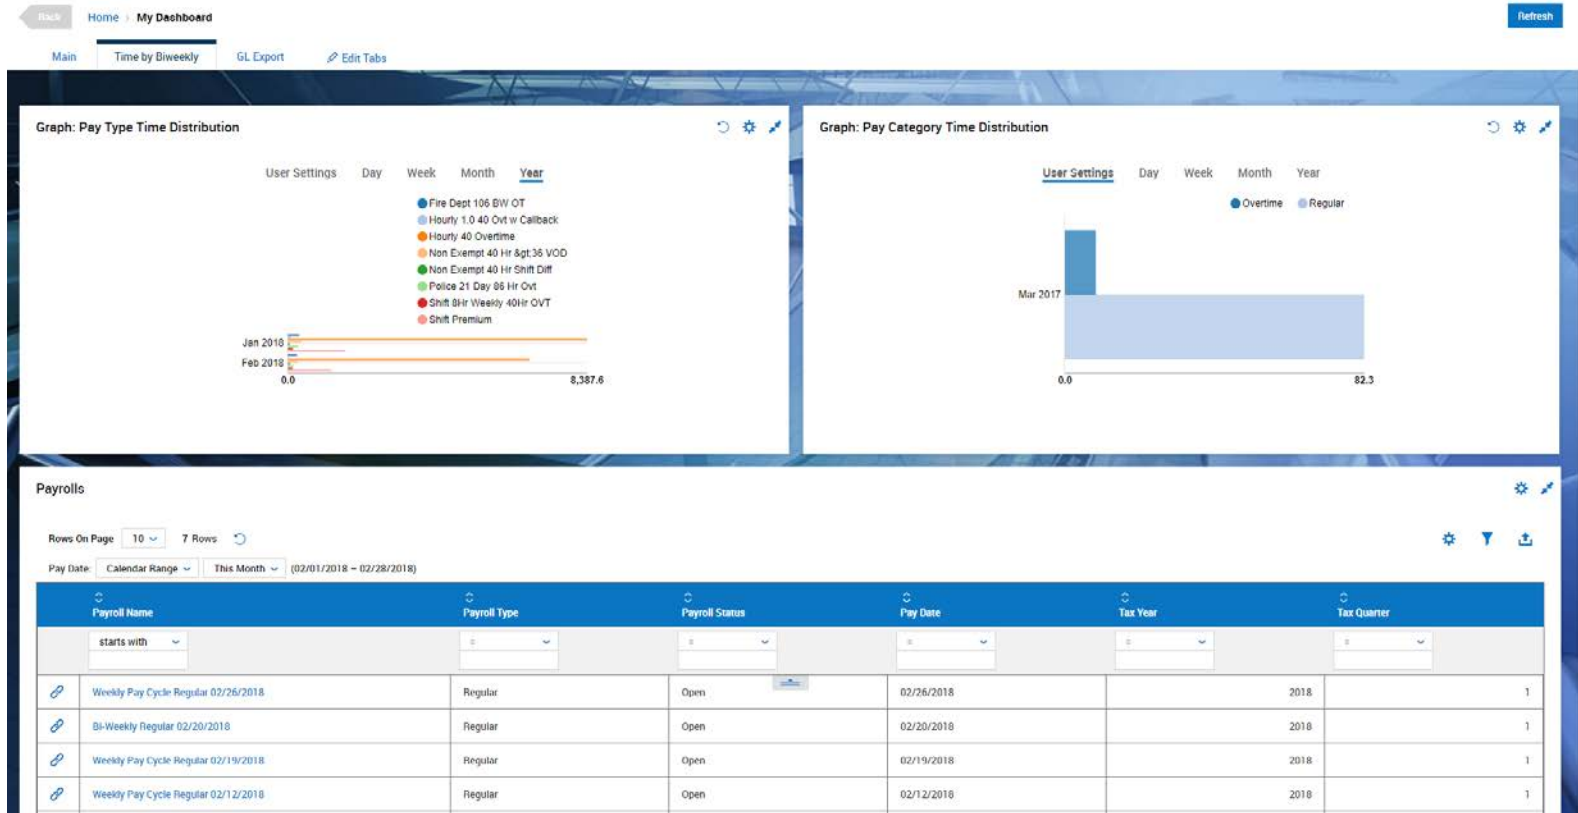 Back Home › My Dashboard Refresh
Main Time by Biweekly GL Export Edit Tabs
Graph: Pay Type Time Distribution
User Settings Day Week Month Year
Fire Dept 106 BW OT
Hourly 1.0 40 Ovt w Callback
Hourly 40 Overtime
Non Exempt 40 Hr &gt;36 VOD
Non Exempt 40 Hr Shift Diff
Police 21 Day 86 Hr Ovt
Shift 8Hr Weekly 40Hr OVT
Shift Premium
Jan 2018
Feb 2018
0.0 8,387.6
Graph: Pay Category Time Distribution
User Settings Day Week Month Year
Overtime Regular
Mar 2017
0.0 82.3
Payrolls
Rows On Page 10 7 Rows
Pay Date: Calendar Range This Month (02/01/2018 – 02/28/2018)
Payroll Name Payroll Type Payroll Status Pay Date Tax Year Tax Quarter
starts with = = = = =
Weekly Pay Cycle Regular 02/26/2018 Regular Open 02/26/2018 2018 1
Bi-Weekly Regular 02/20/2018 Regular Open 02/20/2018 2018 1
Weekly Pay Cycle Regular 02/19/2018 Regular Open 02/19/2018 2018 1
Weekly Pay Cycle Regular 02/12/2018 Regular Open 02/12/2018 2018 1